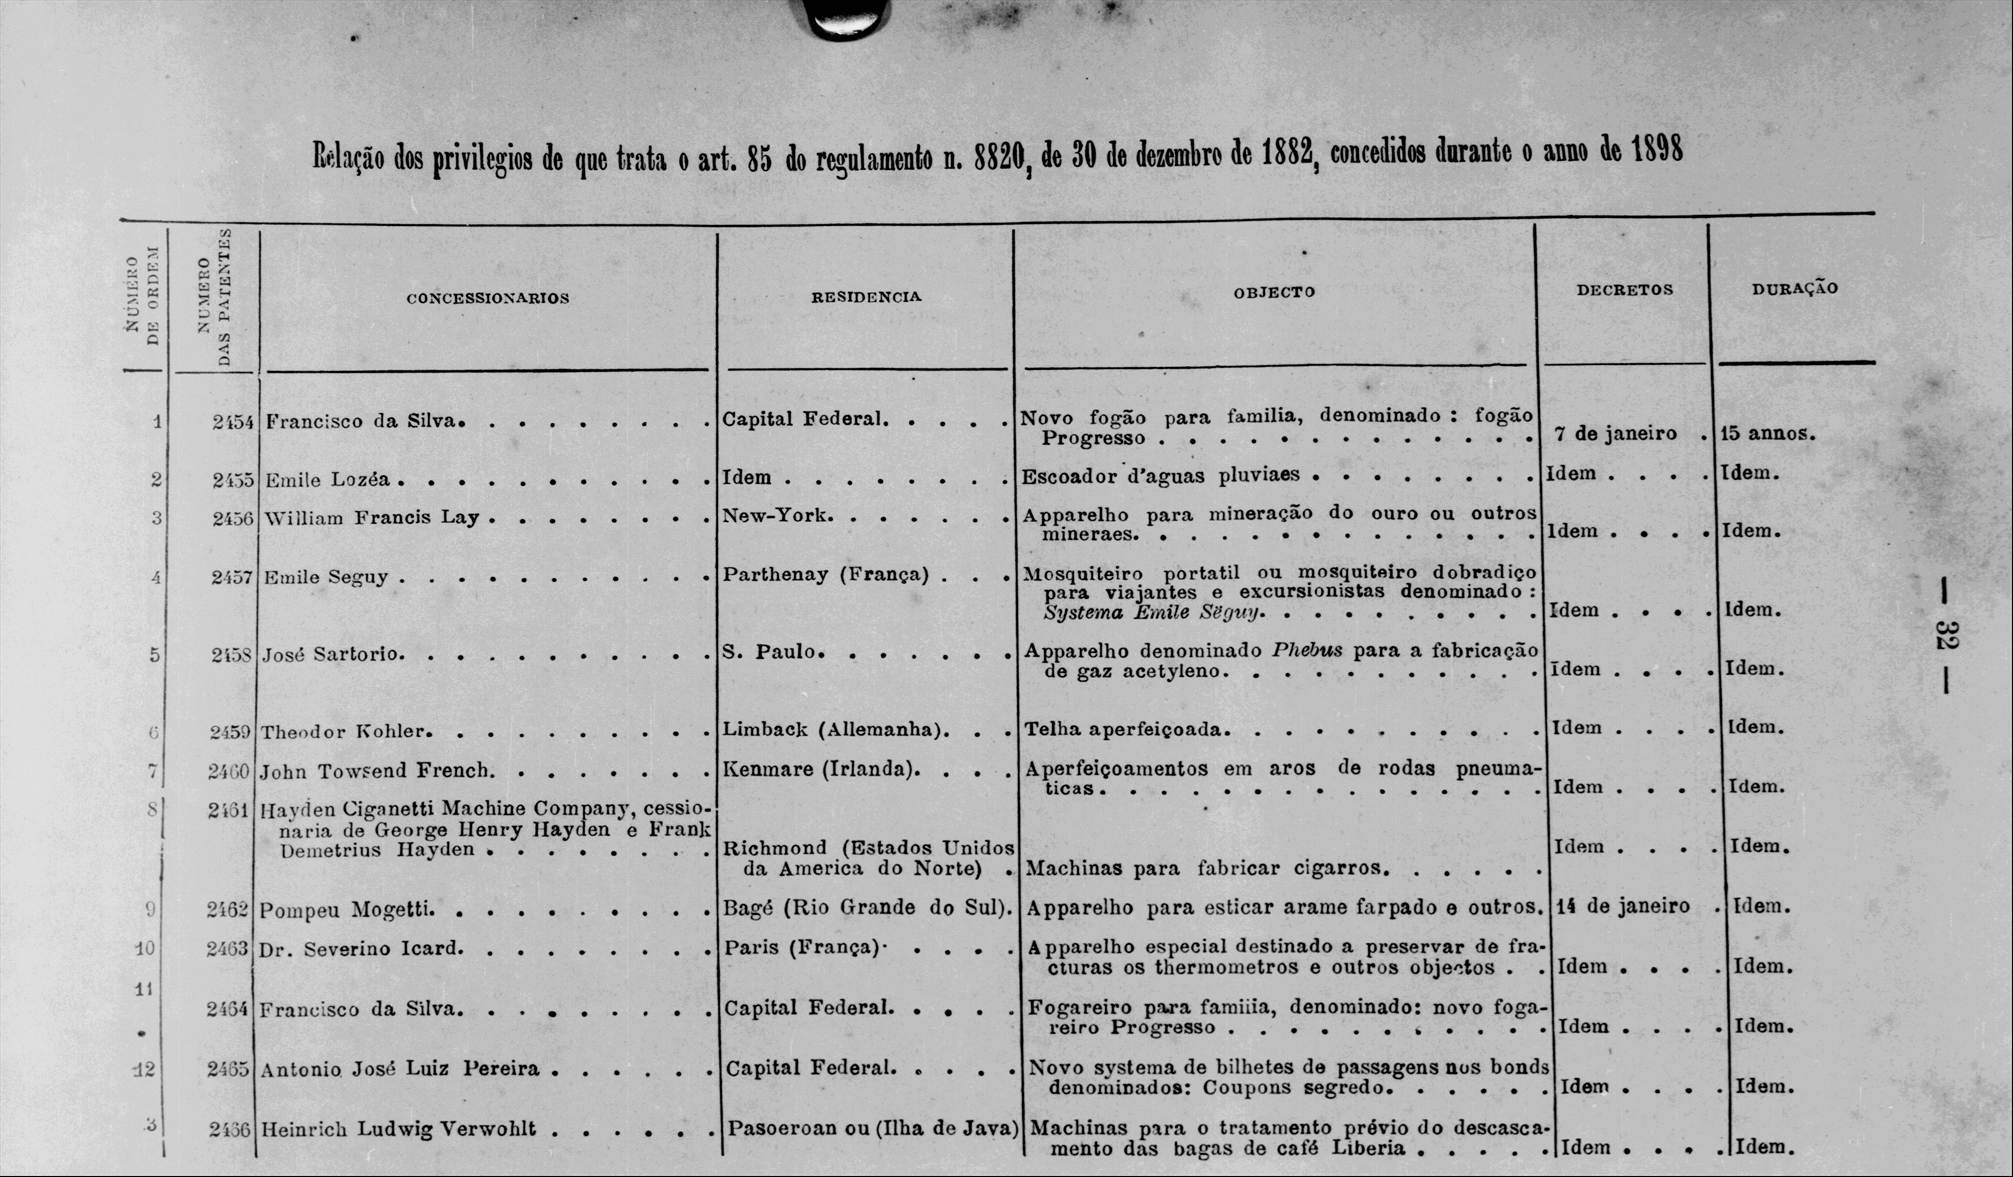 Relação dos privilegios de que trata o art. 85 do regulamento n. 8820, de 30 de dezembro de 1882, concedidos durante o anno de 1898
NUMERO DE ORDEM
NUMERO DAS PATENTES
CONCESSIONARIOS
RESIDENCIA
OBJECTO
DECRETOS
DURAÇÃO
1 2454 Francisco da Silva. . . . . . . . . Capital Federal. . . . . Novo fogão para familia, denominado : fogão
Progresso . . . . . . . . . . . . . 7 de janeiro . 15 annos.
2 2455 Emile Lozéa . . . . . . . . . . . Idem . . . . . . . . Escoador d'aguas pluviaes . . . . . . . . Idem . . . . Idem.
3 2456 William Francis Lay . . . . . . . . New-York. . . . . . . Apparelho para mineração do ouro ou outros
mineraes. . . . . . . . . . . . . . Idem . . . . Idem.
4 2457 Emile Seguy . . . . . . . . . . . Parthenay (França) . . . Mosquiteiro portatil ou mosquiteiro dobradiço
para viajantes e excursionistas denominado :
Systema Emile Sëguy. . . . . . . . . . Idem . . . . Idem.
5 2458 José Sartorio. . . . . . . . . . . S. Paulo. . . . . . . Apparelho denominado Phebus para a fabricação
de gaz acetyleno. . . . . . . . . . . Idem . . . . Idem.
6 2459 Theodor Kohler. . . . . . . . . . Limback (Allemanha). . . Telha aperfeiçoada. . . . . . . . . . . Idem . . . . Idem.
7 2460 John Towsend French. . . . . . . . Kenmare (Irlanda). . . . Aperfeiçoamentos em aros de rodas pneuma-
ticas. . . . . . . . . . . . . . . Idem . . . . Idem.
8 2461 Hayden Ciganetti Machine Company, cessio-
naria de George Henry Hayden e Frank
Demetrius Hayden . . . . . . . . Richmond (Estados Unidos Idem . . . . Idem.
da America do Norte) . Machinas para fabricar cigarros. . . . . .
9 2462 Pompeu Mogetti. . . . . . . . . . Bagé (Rio Grande do Sul). Apparelho para esticar arame farpado e outros. 14 de janeiro . Idem.
10 2463 Dr. Severino Icard. . . . . . . . . Paris (França). . . . . Apparelho especial destinado a preservar de fra-
cturas os thermometros e outros objectos . . Idem . . . . Idem.
11 2464 Francisco da Silva. . . . . . . . . Capital Federal. . . . . Fogareiro para familia, denominado: novo foga-
reiro Progresso . . . . . . . . . . . Idem . . . . Idem.
12 2465 Antonio José Luiz Pereira . . . . . . Capital Federal. . . . . Novo systema de bilhetes de passagens nos bonds
denominados: Coupons segredo. . . . . . Idem . . . . Idem.
3 2466 Heinrich Ludwig Verwohlt . . . . . . Pasoeroan ou (Ilha de Java) Machinas para o tratamento prévio do descasca-
mento das bagas de café Liberia . . . . . Idem . . . . Idem.
— 32 —